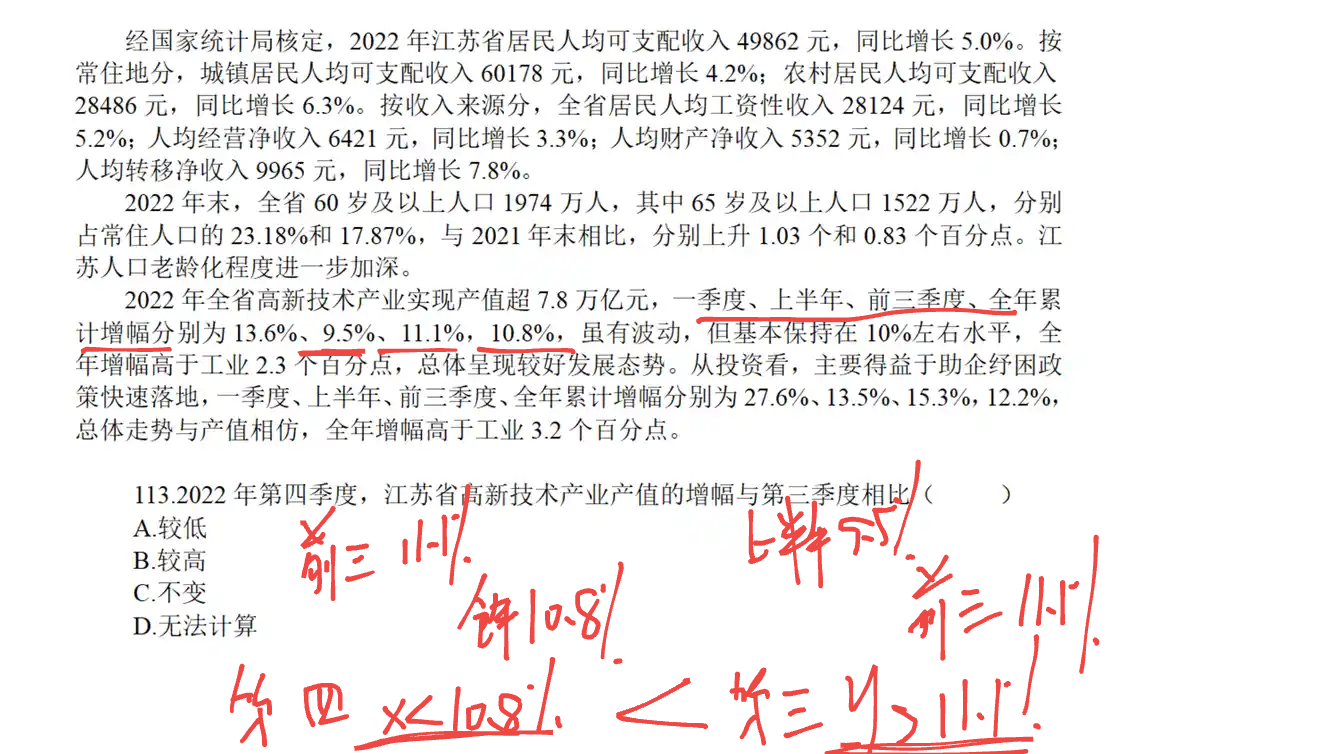 经国家统计局核定，2022 年江苏省居民人均可支配收入 49862 元，同比增长 5.0%。按
常住地分，城镇居民人均可支配收入 60178 元，同比增长 4.2%；农村居民人均可支配收入
28486 元，同比增长 6.3%。按收入来源分，全省居民人均工资性收入 28124 元，同比增长
5.2%；人均经营净收入 6421 元，同比增长 3.3%；人均财产净收入 5352 元，同比增长 0.7%；
人均转移净收入 9965 元，同比增长 7.8%。
2022 年末，全省 60 岁及以上人口 1974 万人，其中 65 岁及以上人口 1522 万人，分别
占常住人口的 23.18%和 17.87%，与 2021 年末相比，分别上升 1.03 个和 0.83 个百分点。江
苏人口老龄化程度进一步加深。
2022 年全省高新技术产业实现产值超 7.8 万亿元，一季度、上半年、前三季度、全年累
计增幅分别为 13.6%、9.5%、11.1%，10.8%，虽有波动，但基本保持在 10%左右水平，全
年增幅高于工业 2.3 个百分点，总体呈现较好发展态势。从投资看，主要得益于助企纾困政
策快速落地，一季度、上半年、前三季度、全年累计增幅分别为 27.6%、13.5%、15.3%，12.2%，
总体走势与产值相仿，全年增幅高于工业 3.2 个百分点。
113.2022 年第四季度，江苏省高新技术产业产值的增幅与第三季度相比（ ）
A.较低
B.较高
C.不变
D.无法计算
前三 11.1%
上半年 9.5%
全年 10.8%
前三 11.1%
第四 x<10.8% < 第三 y>11.1%